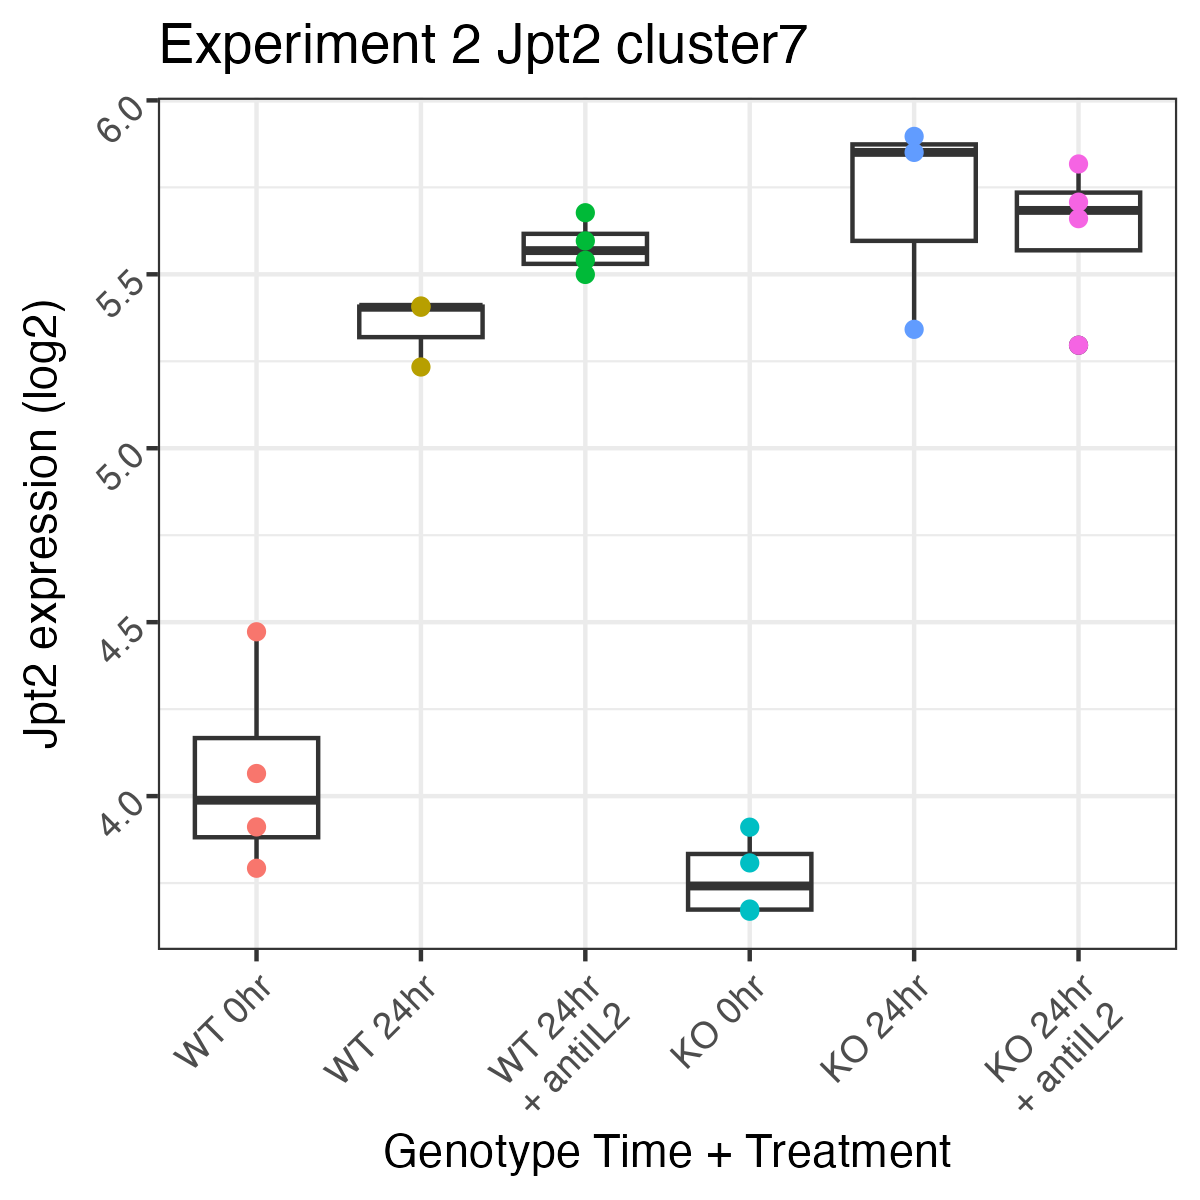 Experiment 2 Jpt2 cluster7
Jpt2 expression (log2)
6.0
5.5
5.0
4.5
4.0
WT 0hr
WT 24hr
WT 24hr
+ antiIL2
KO 0hr
KO 24hr
KO 24hr
+ antiIL2
Genotype Time + Treatment